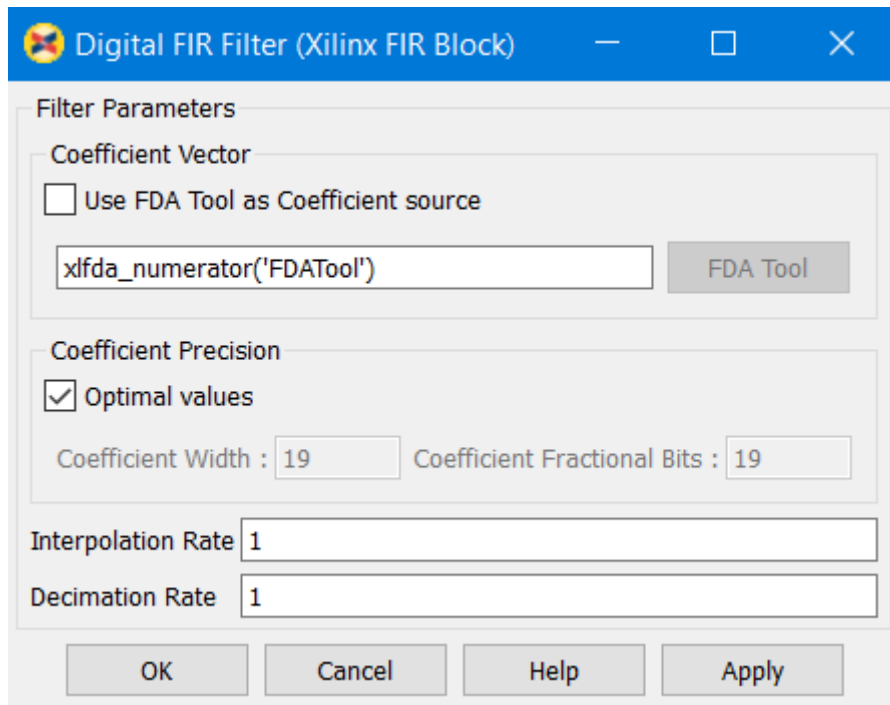 Digital FIR Filter (Xilinx FIR Block)
Filter Parameters
Coefficient Vector
Use FDA Tool as Coefficient source
xlfda_numerator('FDATool') FDA Tool
Coefficient Precision
Optimal values
Coefficient Width : 19 Coefficient Fractional Bits : 19
Interpolation Rate 1
Decimation Rate 1
OK Cancel Help Apply